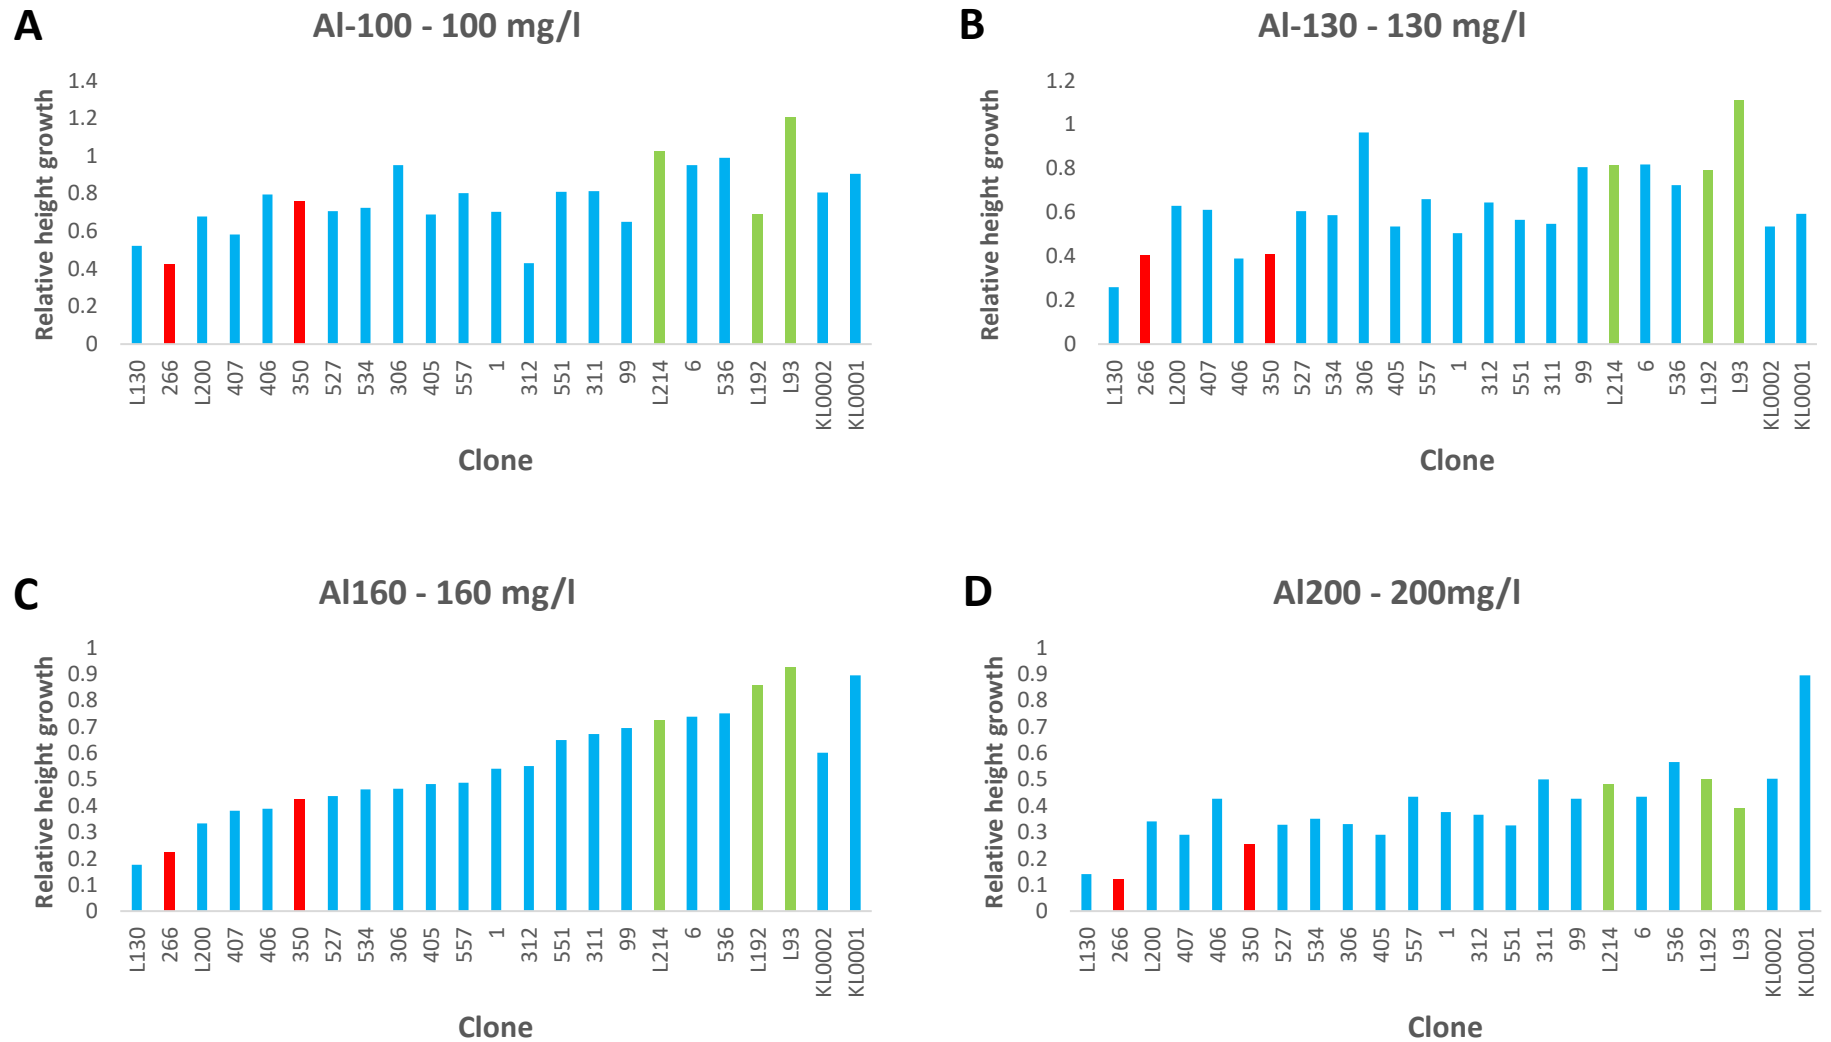 A
Al-100 - 100 mg/l
Relative height growth
1.4
1.2
1
0.8
0.6
0.4
0.2
0
L130
266
L200
407
406
350
527
534
306
405
557
1
312
551
311
99
L214
6
536
L192
L93
KL0002
KL0001
Clone
B
Al-130 - 130 mg/l
Relative height growth
1.2
1
0.8
0.6
0.4
0.2
0
L130
266
L200
407
406
350
527
534
306
405
557
1
312
551
311
99
L214
6
536
L192
L93
KL0002
KL0001
Clone
C
Al160 - 160 mg/l
Relative height growth
1
0.9
0.8
0.7
0.6
0.5
0.4
0.3
0.2
0.1
0
L130
266
L200
407
406
350
527
534
306
405
557
1
312
551
311
99
L214
6
536
L192
L93
KL0002
KL0001
Clone
D
Al200 - 200mg/l
Relative height growth
1
0.9
0.8
0.7
0.6
0.5
0.4
0.3
0.2
0.1
0
L130
266
L200
407
406
350
527
534
306
405
557
1
312
551
311
99
L214
6
536
L192
L93
KL0002
KL0001
Clone